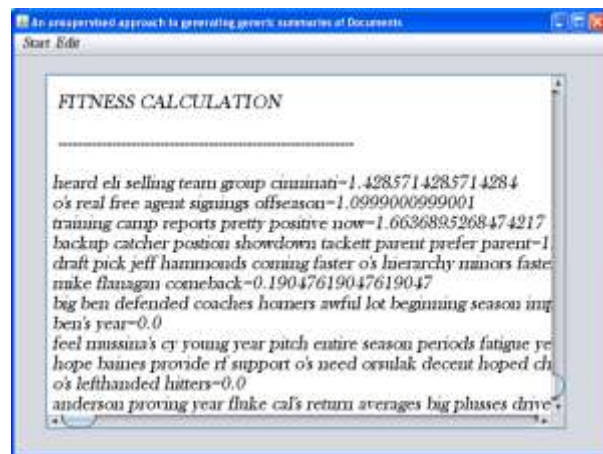 An unsupervised approach to generating generic summaries of Documents
Start Edit
FITNESS CALCULATION
------------------------------------------------------------
heard eli selling team group cinninati=1.4285714285714284
o's real free agent signings offseason=1.0999000999001
training camp reports pretty positive now=1.6636895268474217
backup catcher postion showdown tackett parent prefer parent=1
draft pick jeff hammonds coming faster o's hierarchy minors faste
mike flanagan comeback=0.19047619047619047
big ben defended coaches homers awful lot beginning season imp
ben's year=0.0
feel mussina's cy young year pitch entire season periods fatigue ye
hope baines provide rf support o's need orsulak decent hoped ch
o's lefthanded hitters=0.0
anderson proving year fluke cal's return averages big plusses drive